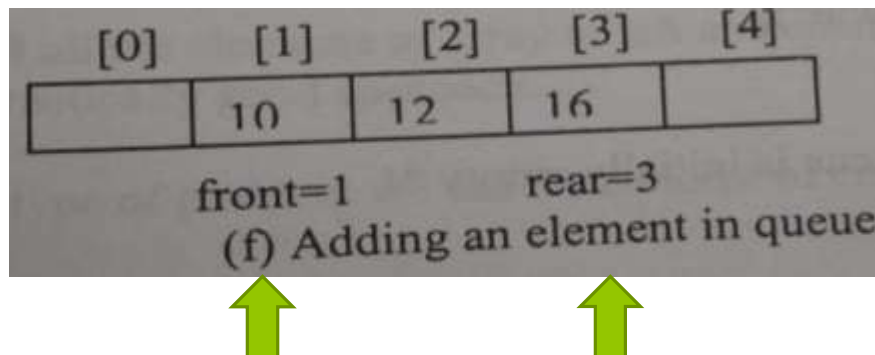 [0] [1] [2] [3] [4]
10 12 16
front=1 rear=3
(f) Adding an element in queue